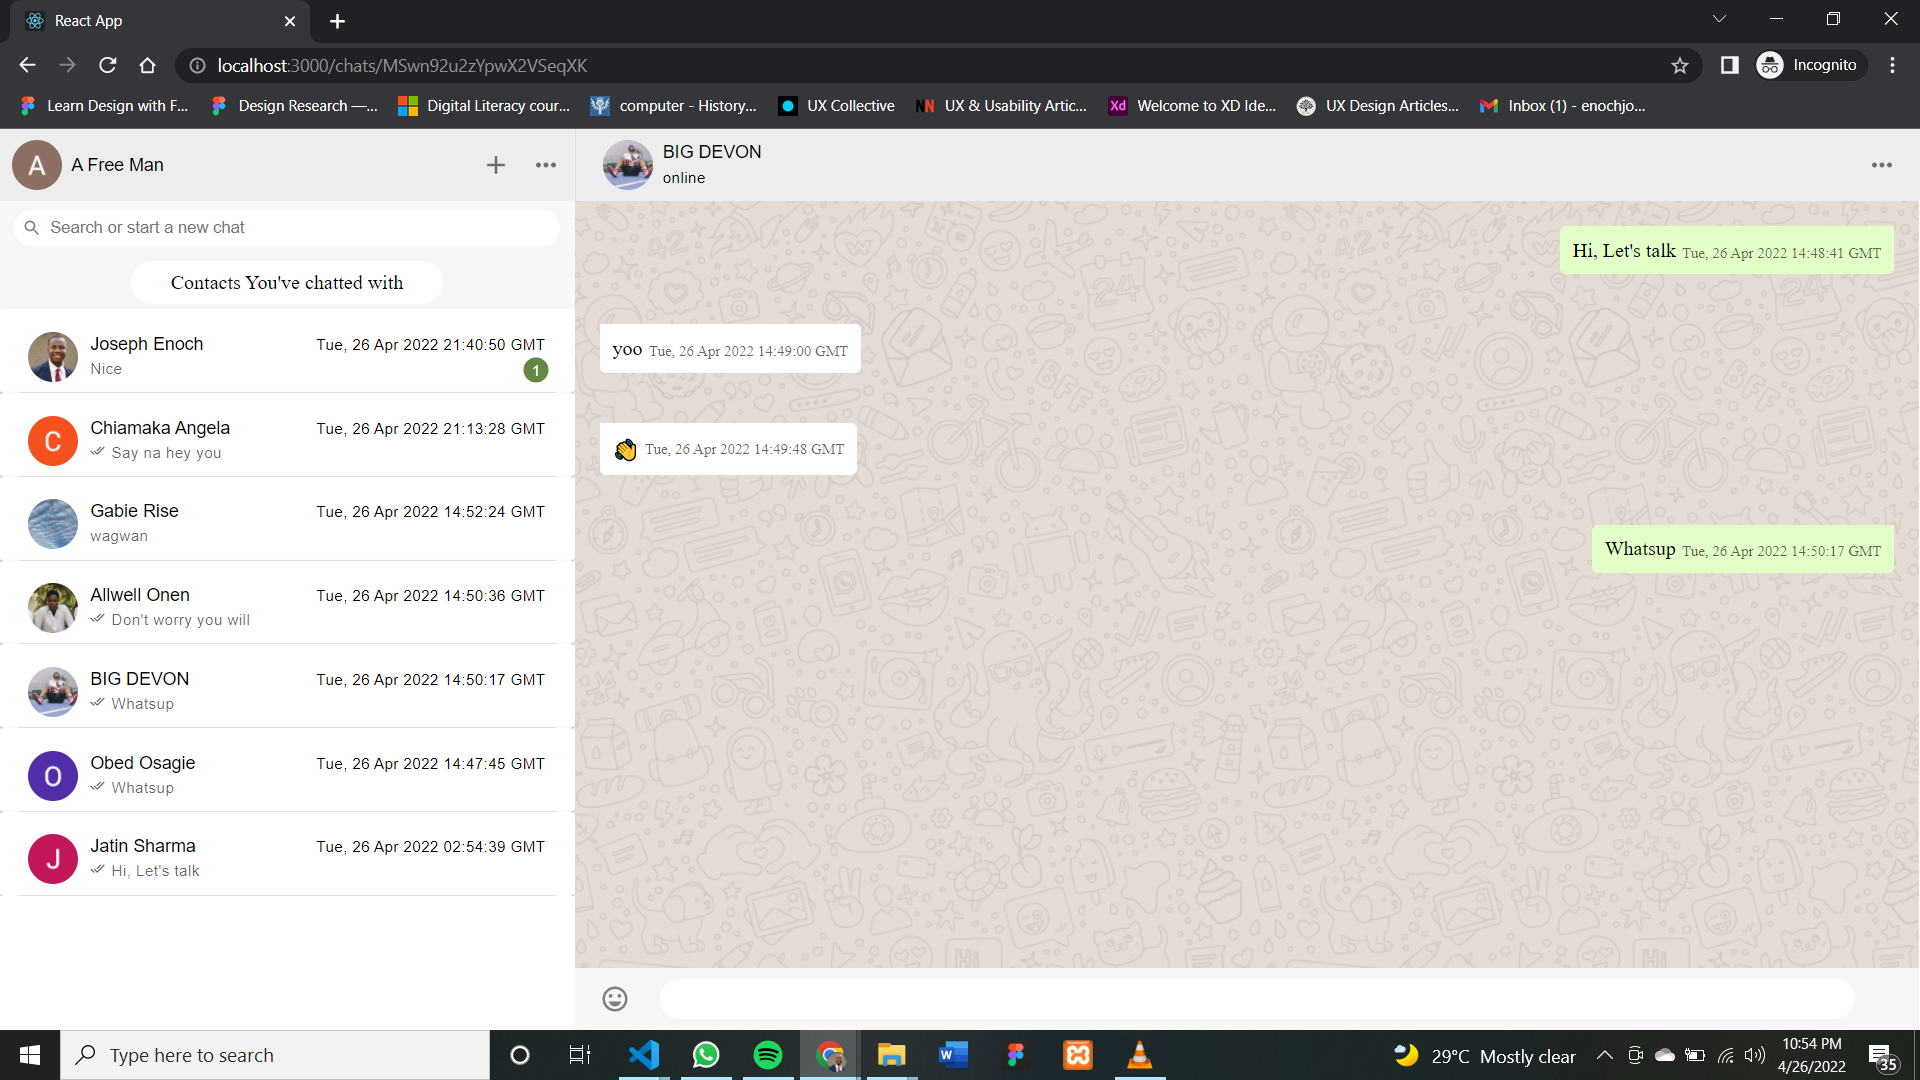 React App
localhost:3000/chats/MSwn92u2zYpwX2VSeqXK
Incognito
Learn Design with F...
Design Research —...
Digital Literacy cour...
computer - History...
UX Collective
NN UX & Usability Artic...
Xd Welcome to XD Ide...
UX Design Articles...
Inbox (1) - enochjo...
A A Free Man
BIG DEVON
online
Search or start a new chat
Contacts You've chatted with
Joseph Enoch Tue, 26 Apr 2022 21:40:50 GMT
Nice 1
C Chiamaka Angela Tue, 26 Apr 2022 21:13:28 GMT
Say na hey you
Gabie Rise Tue, 26 Apr 2022 14:52:24 GMT
wagwan
Allwell Onen Tue, 26 Apr 2022 14:50:36 GMT
Don't worry you will
BIG DEVON Tue, 26 Apr 2022 14:50:17 GMT
Whatsup
O Obed Osagie Tue, 26 Apr 2022 14:47:45 GMT
Whatsup
J Jatin Sharma Tue, 26 Apr 2022 02:54:39 GMT
Hi, Let's talk
Hi, Let's talk Tue, 26 Apr 2022 14:48:41 GMT
yoo Tue, 26 Apr 2022 14:49:00 GMT
👏 Tue, 26 Apr 2022 14:49:48 GMT
Whatsup Tue, 26 Apr 2022 14:50:17 GMT
Type here to search
29°C Mostly clear
10:54 PM
4/26/2022
35